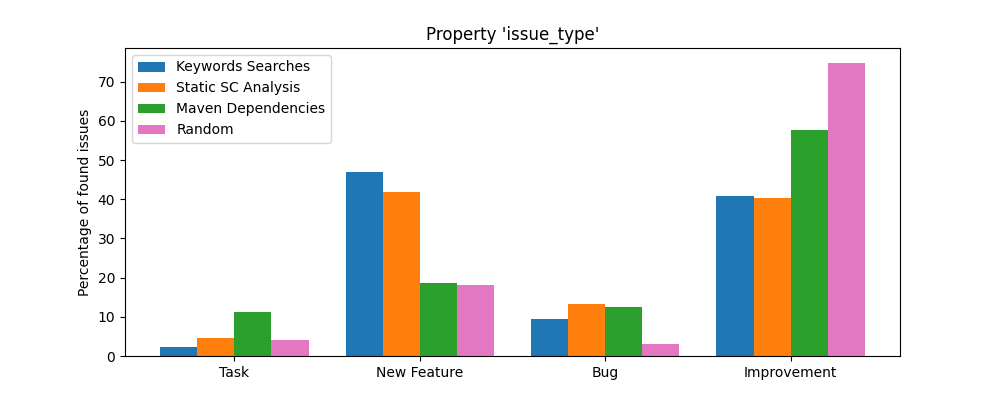 Property 'issue_type'
Keywords Searches
Static SC Analysis
Maven Dependencies
Random
Percentage of found issues
70
60
50
40
30
20
10
0
Task
New Feature
Bug
Improvement